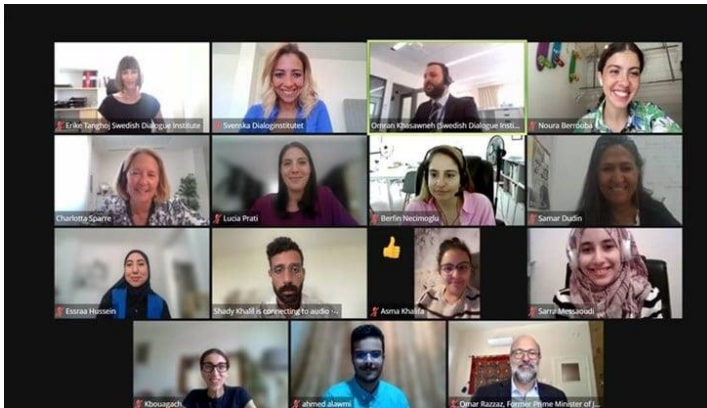 Erike Tanghøj Swedish Dialogue Institute
Svenska Dialoginstitutet
Omran Khasawneh (Swedish Dialogue Insti...
Noura Berrouba
Charlotta Sparre
Lucia Prati
Berfin Necimoglu
Samar Dudin
Essraa Hussein
Shady Khalil is connecting to audio ·..
Asma Khalifa
Sarra Messaoudi
Kbouagach
ahmed alawmi
Omar Razzaz, Former Prime Minister of J...